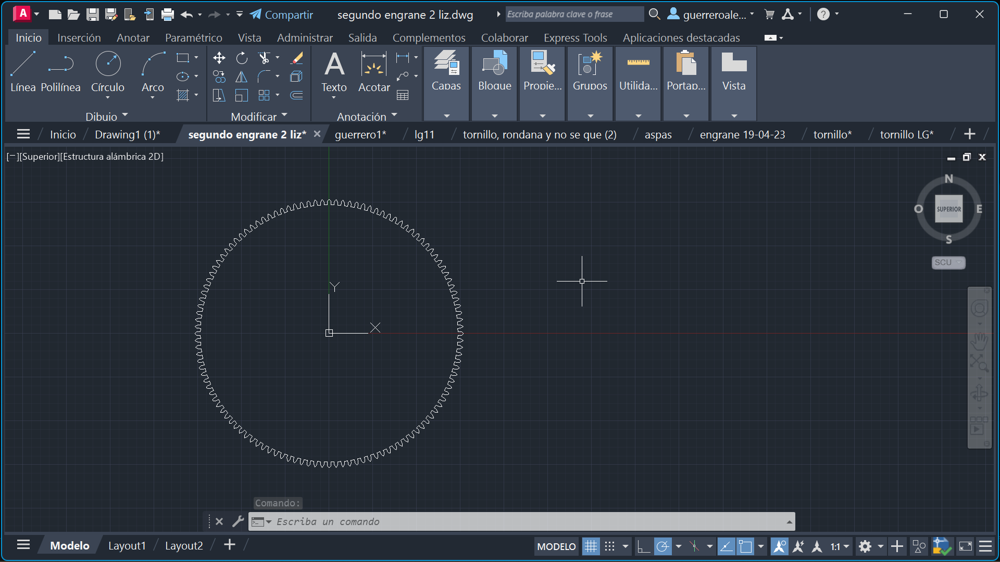 A Compartir segundo engrane 2 liz.dwg Escriba palabra clave o frase guerreroale... ?
Inicio Inserción Anotar Paramétrico Vista Administrar Salida Complementos Colaborar Express Tools Aplicaciones destacadas
Línea Polilínea Círculo Arco A Texto Acotar Capas Bloque Propie... Grupos Utilida... Portap... Vista
Dibujo Modificar Anotación
Inicio Drawing1 (1)* segundo engrane 2 liz* guerrero1* lg11 tornillo, rondana y no se que (2) aspas engrane 19-04-23 tornillo* tornillo LG*
[−][Superior][Estructura alámbrica 2D]
N
O SUPERIOR E
S
SCU
Y
X
Comando:
Escriba un comando
Modelo Layout1 Layout2 MODELO 1:1